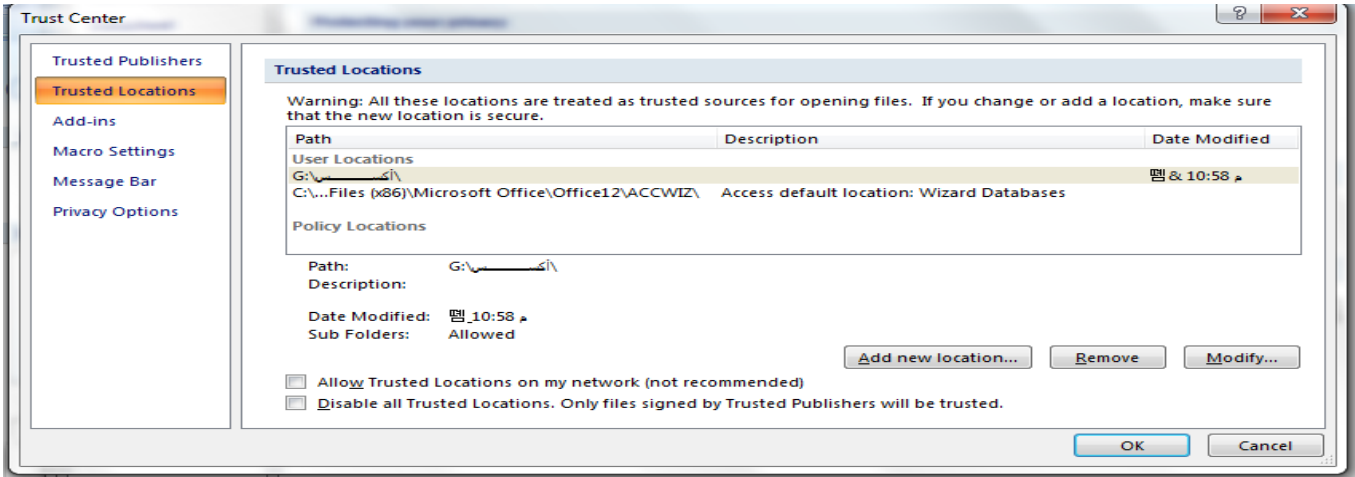 Trust Center
Trusted Publishers
Trusted Locations
Add-ins
Macro Settings
Message Bar
Privacy Options
Trusted Locations
Warning: All these locations are treated as trusted sources for opening files. If you change or add a location, make sure
that the new location is secure.
Path Description Date Modified
User Locations
G:\أكســــــس\ & 10:58 م
C:\...Files (x86)\Microsoft Office\Office12\ACCWIZ\ Access default location: Wizard Databases
Policy Locations
Path: G:\أكســــــس\
Description:
Date Modified: 10:58 م
Sub Folders: Allowed
Add new location...
Remove
Modify...
Allow Trusted Locations on my network (not recommended)
Disable all Trusted Locations. Only files signed by Trusted Publishers will be trusted.
OK
Cancel